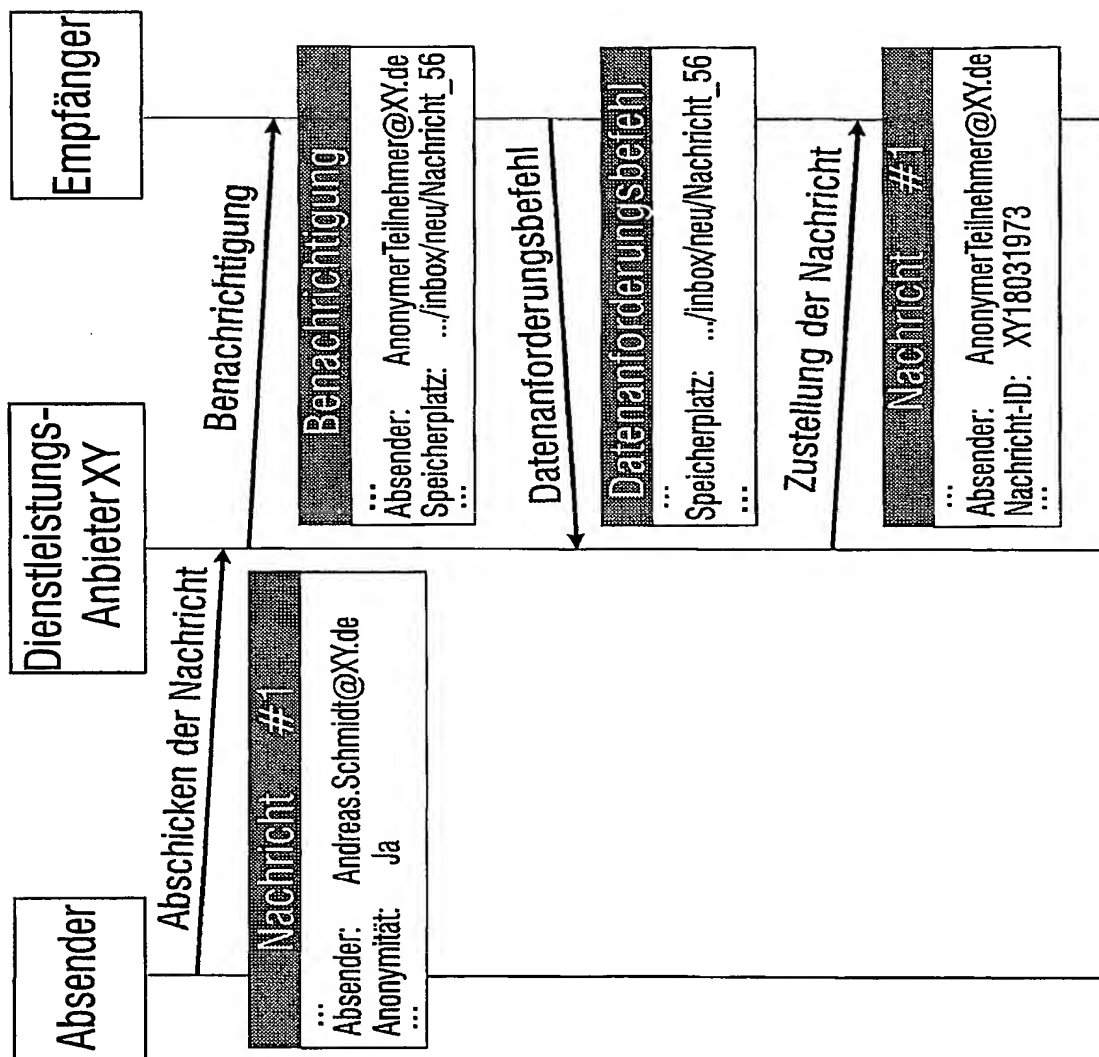 Absender
Dienstleistungs-
Anbieter XY
Empfänger
Abschicken der Nachricht
Nachricht #1
...
Absender: Andreas.Schmidt@XY.de
Anonymität: Ja
...
Benachrichtigung
Benachrichtigung
...
Absender: AnonymerTeilnehmer@XY.de
Speicherplatz: .../inbox/neu/Nachricht_56
...
Datenanforderungsbefehl
Datenanforderungsbefehl
...
Speicherplatz: .../inbox/neu/Nachricht_56
...
Zustellung der Nachricht
Nachricht #1
...
Absender: AnonymerTeilnehmer@XY.de
Nachricht-ID: XY18031973
...